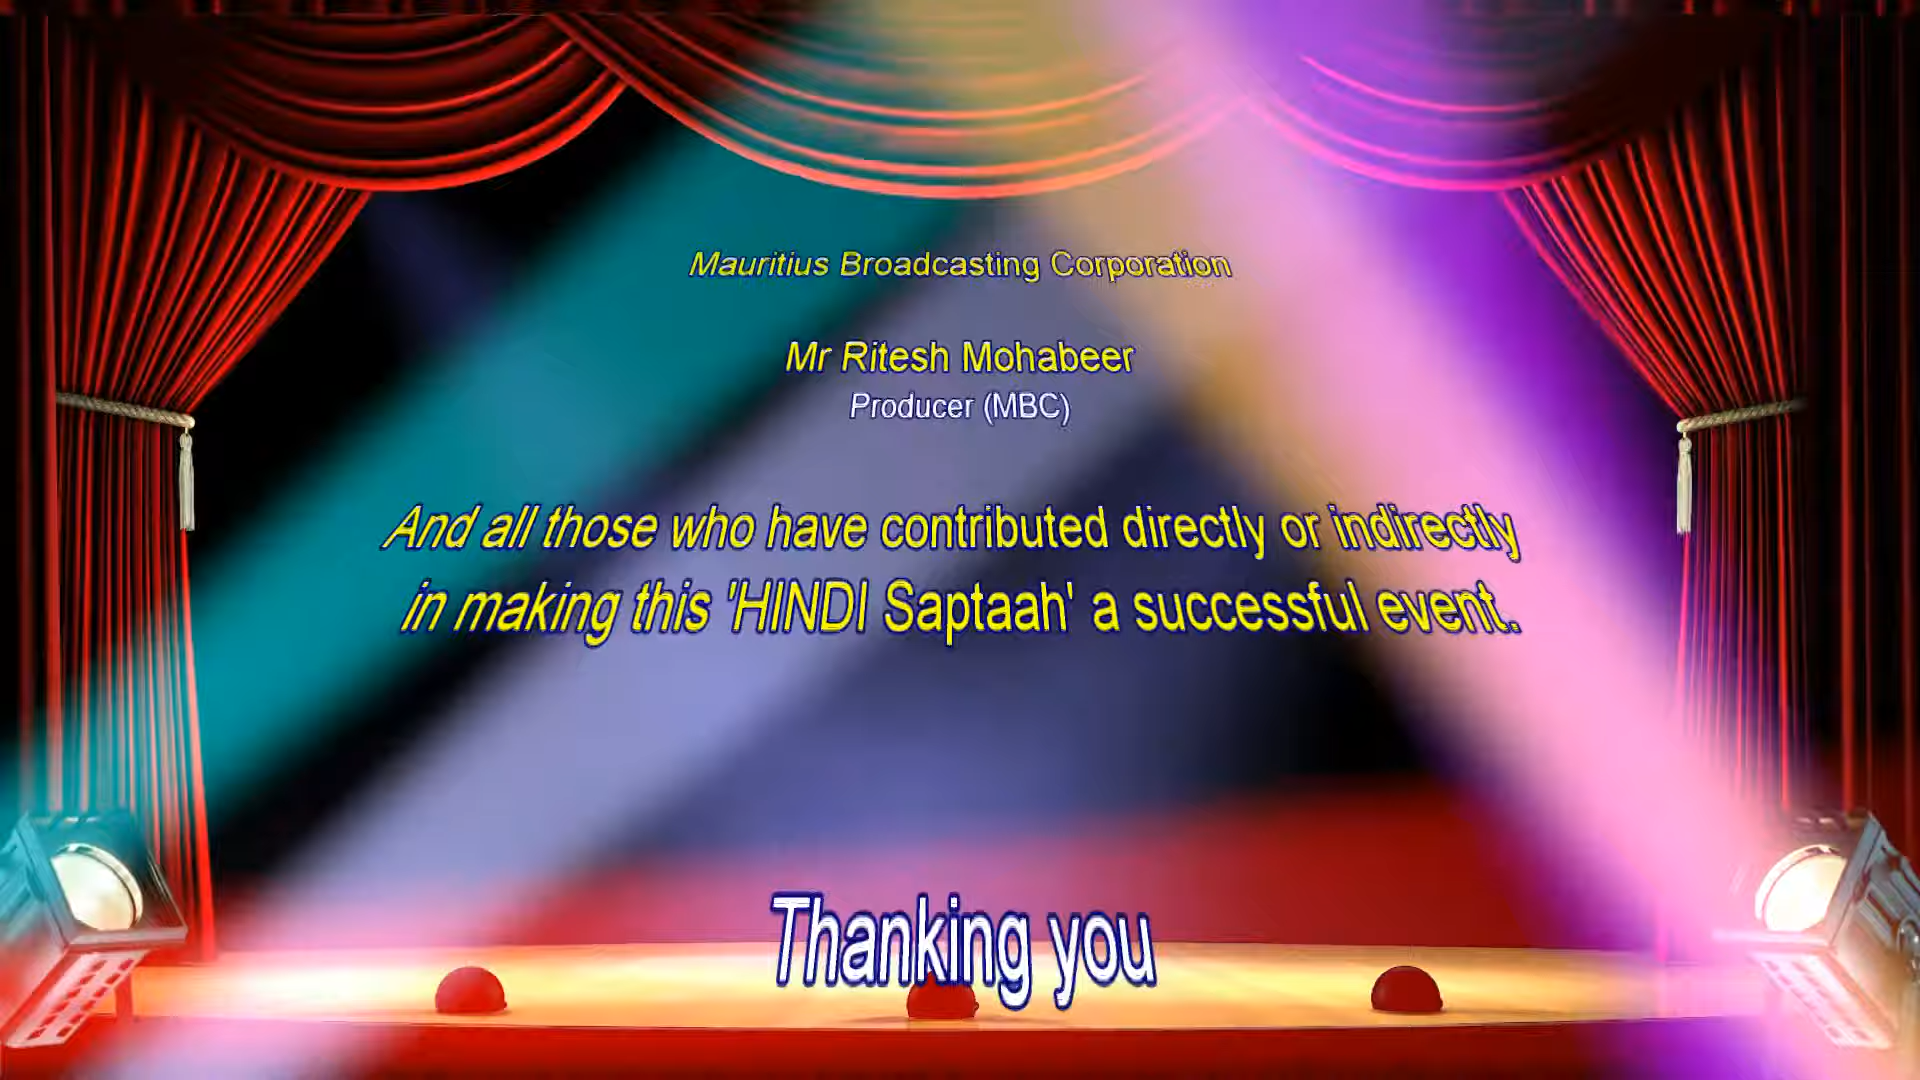 Mauritius Broadcasting Corporation
Mr Ritesh Mohabeer
Producer (MBC)
And all those who have contributed directly or indirectly
in making this 'HINDI Saptaah' a successful event.
Thanking you